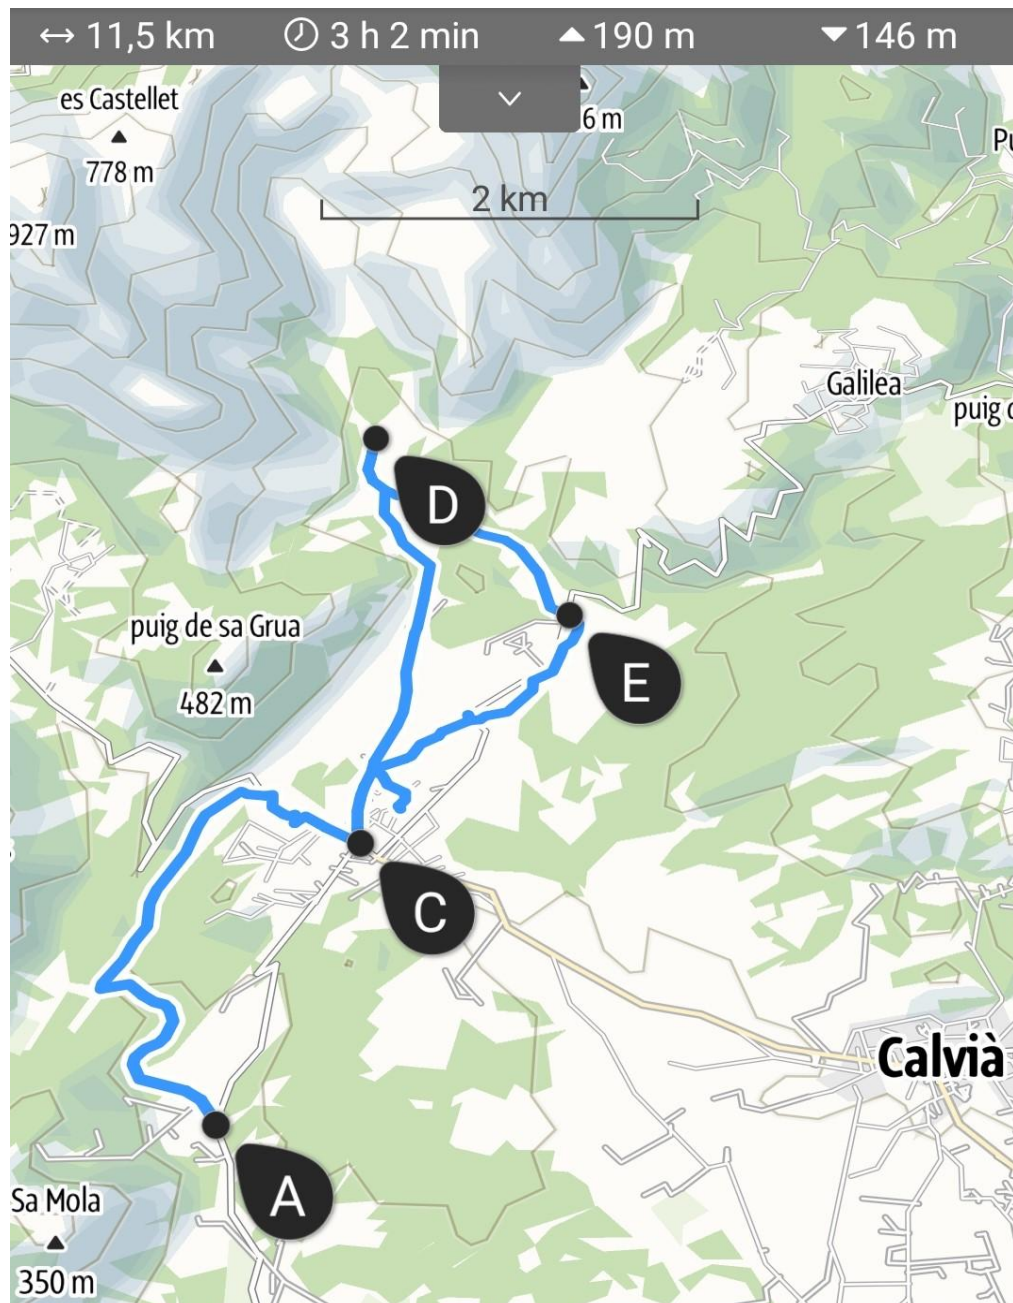 ↔ 11,5 km 3 h 2 min ▲ 190 m ▼ 146 m
es Castellet
778 m
6 m
927 m
2 km
Galilea
puig
D
puig de sa Grua
482 m
E
C
Calvià
A
Sa Mola
350 m